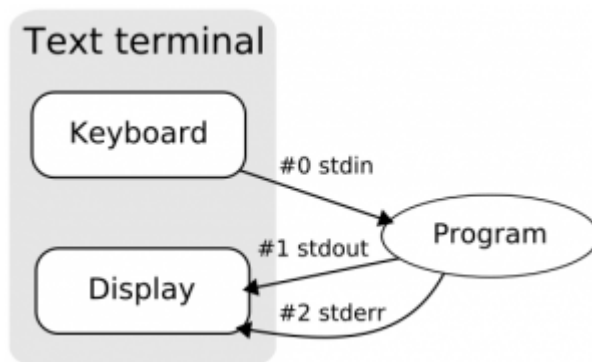 Text terminal
Keyboard
#0 stdin
Program
#1 stdout
Display
#2 stderr